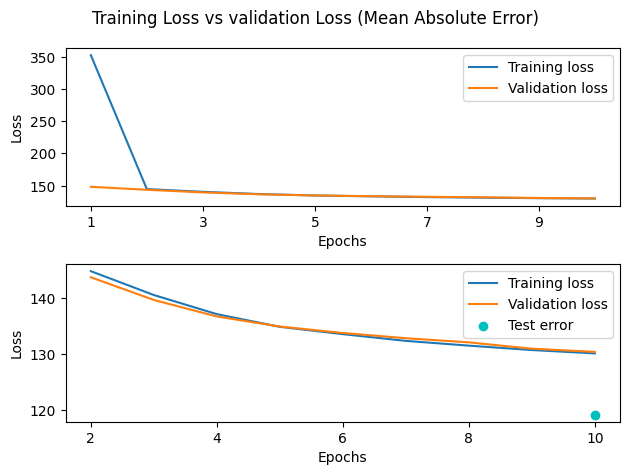 Training Loss vs validation Loss (Mean Absolute Error)
350
300
250
200
150
Loss
Training loss
Validation loss
1 3 5 7 9
Epochs
140
130
120
Loss
Training loss
Validation loss
Test error
2 4 6 8 10
Epochs